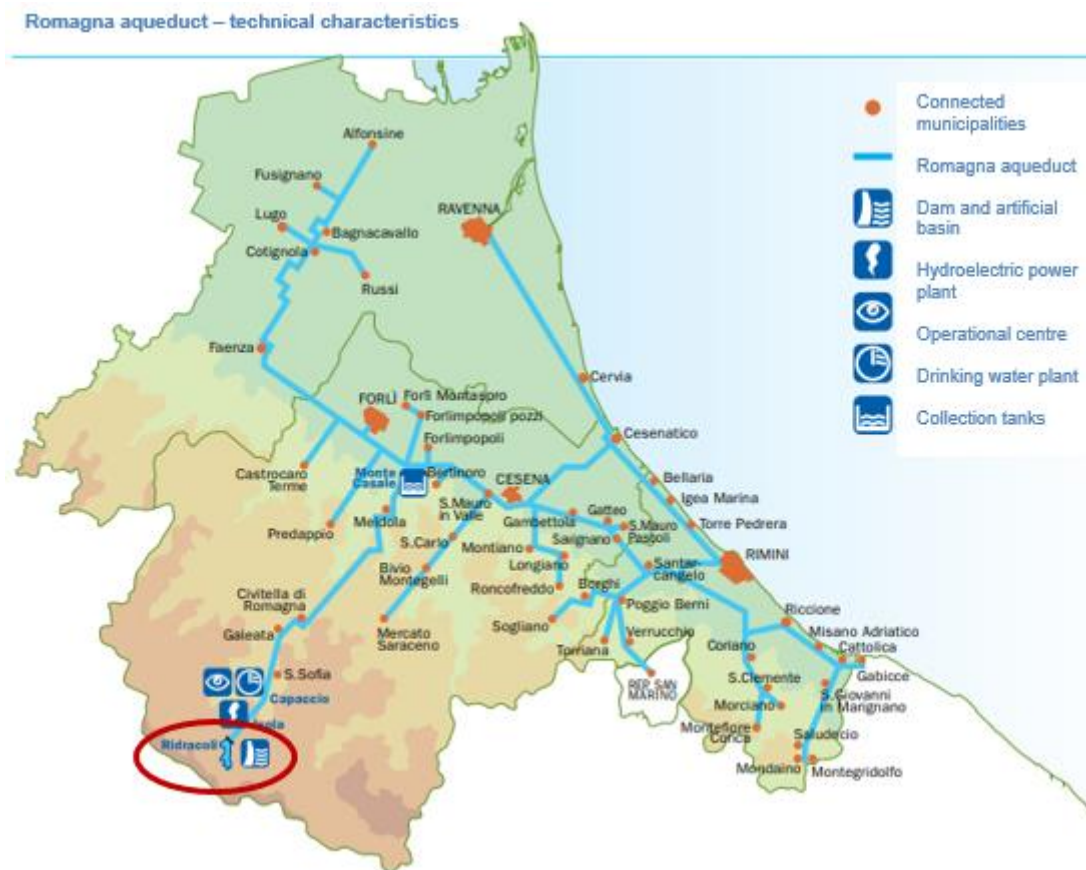 Romagna aqueduct – technical characteristics
Connected
municipalities
Romagna aqueduct
Dam and artificial
basin
Hydroelectric power
plant
Operational centre
Drinking water plant
Collection tanks
Alfonsine
Fusignano
Lugo
RAVENNA
Bagnacavallo
Cotignola
Russi
Faenza
Cervia
FORLÌ
Forlì Montaspro
Forlimpopoli pozzi
Forlimpopoli
Cesenatico
Castrocaro
Terme
Monte
Casale
Bertinoro
CESENA
Bellaria
Igea Marina
S.Mauro
in Valle
Gatteo
Torre Pedrera
Predappio
Meldola
Gambettola
S.Mauro
Pascoli
Savignano
S.Carlo
Montiano
Longiano
Santar-
cangelo
RIMINI
Bivio
Montegelli
Roncofreddo
Borghi
Civitella di
Romagna
Poggio Berni
Galeata
Mercato
Saraceno
Sogliano
Torriana
Verrucchio
Riccione
Misano Adriatico
Coriano
Cattolica
Gabicce
S.Sofia
REP. SAN
MARINO
S.Clemente
S.Giovanni
in Marignano
Capaccio
Morciano
Isola
Montefiore
Conca
Saludecio
Ridracoli
Mondaino
Montegridolfo